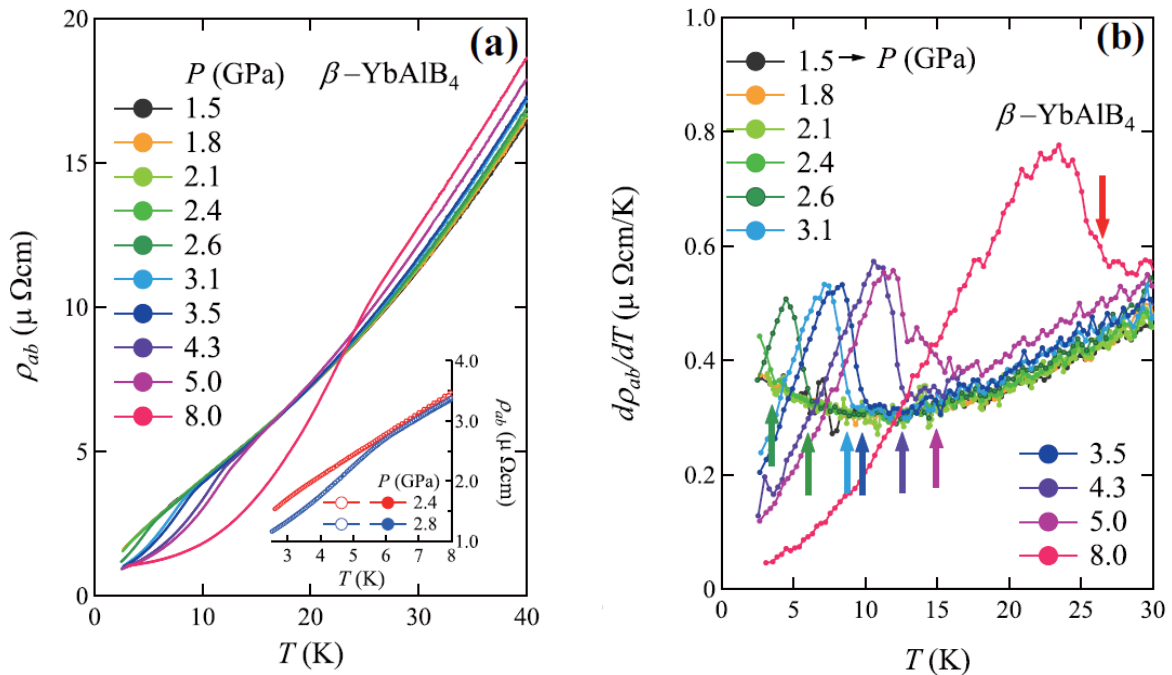 (a)
20
15
10
5
0
0 10 20 30 40
ρab (μ Ωcm)
T (K)
P (GPa) β–YbAlB4
1.5
1.8
2.1
2.4
2.6
3.1
3.5
4.3
5.0
8.0
4.0
3.0
2.0
1.0
ρab (μ Ωcm)
P (GPa)
2.4
2.8
3 4 5 6 7 8
T (K)
(b)
1.0
0.8
0.6
0.4
0.2
0
0 5 10 15 20 25 30
dρab/dT (μ Ωcm/K)
T (K)
1.5 → P (GPa)
1.8
2.1
2.4
2.6
3.1
β–YbAlB4
3.5
4.3
5.0
8.0